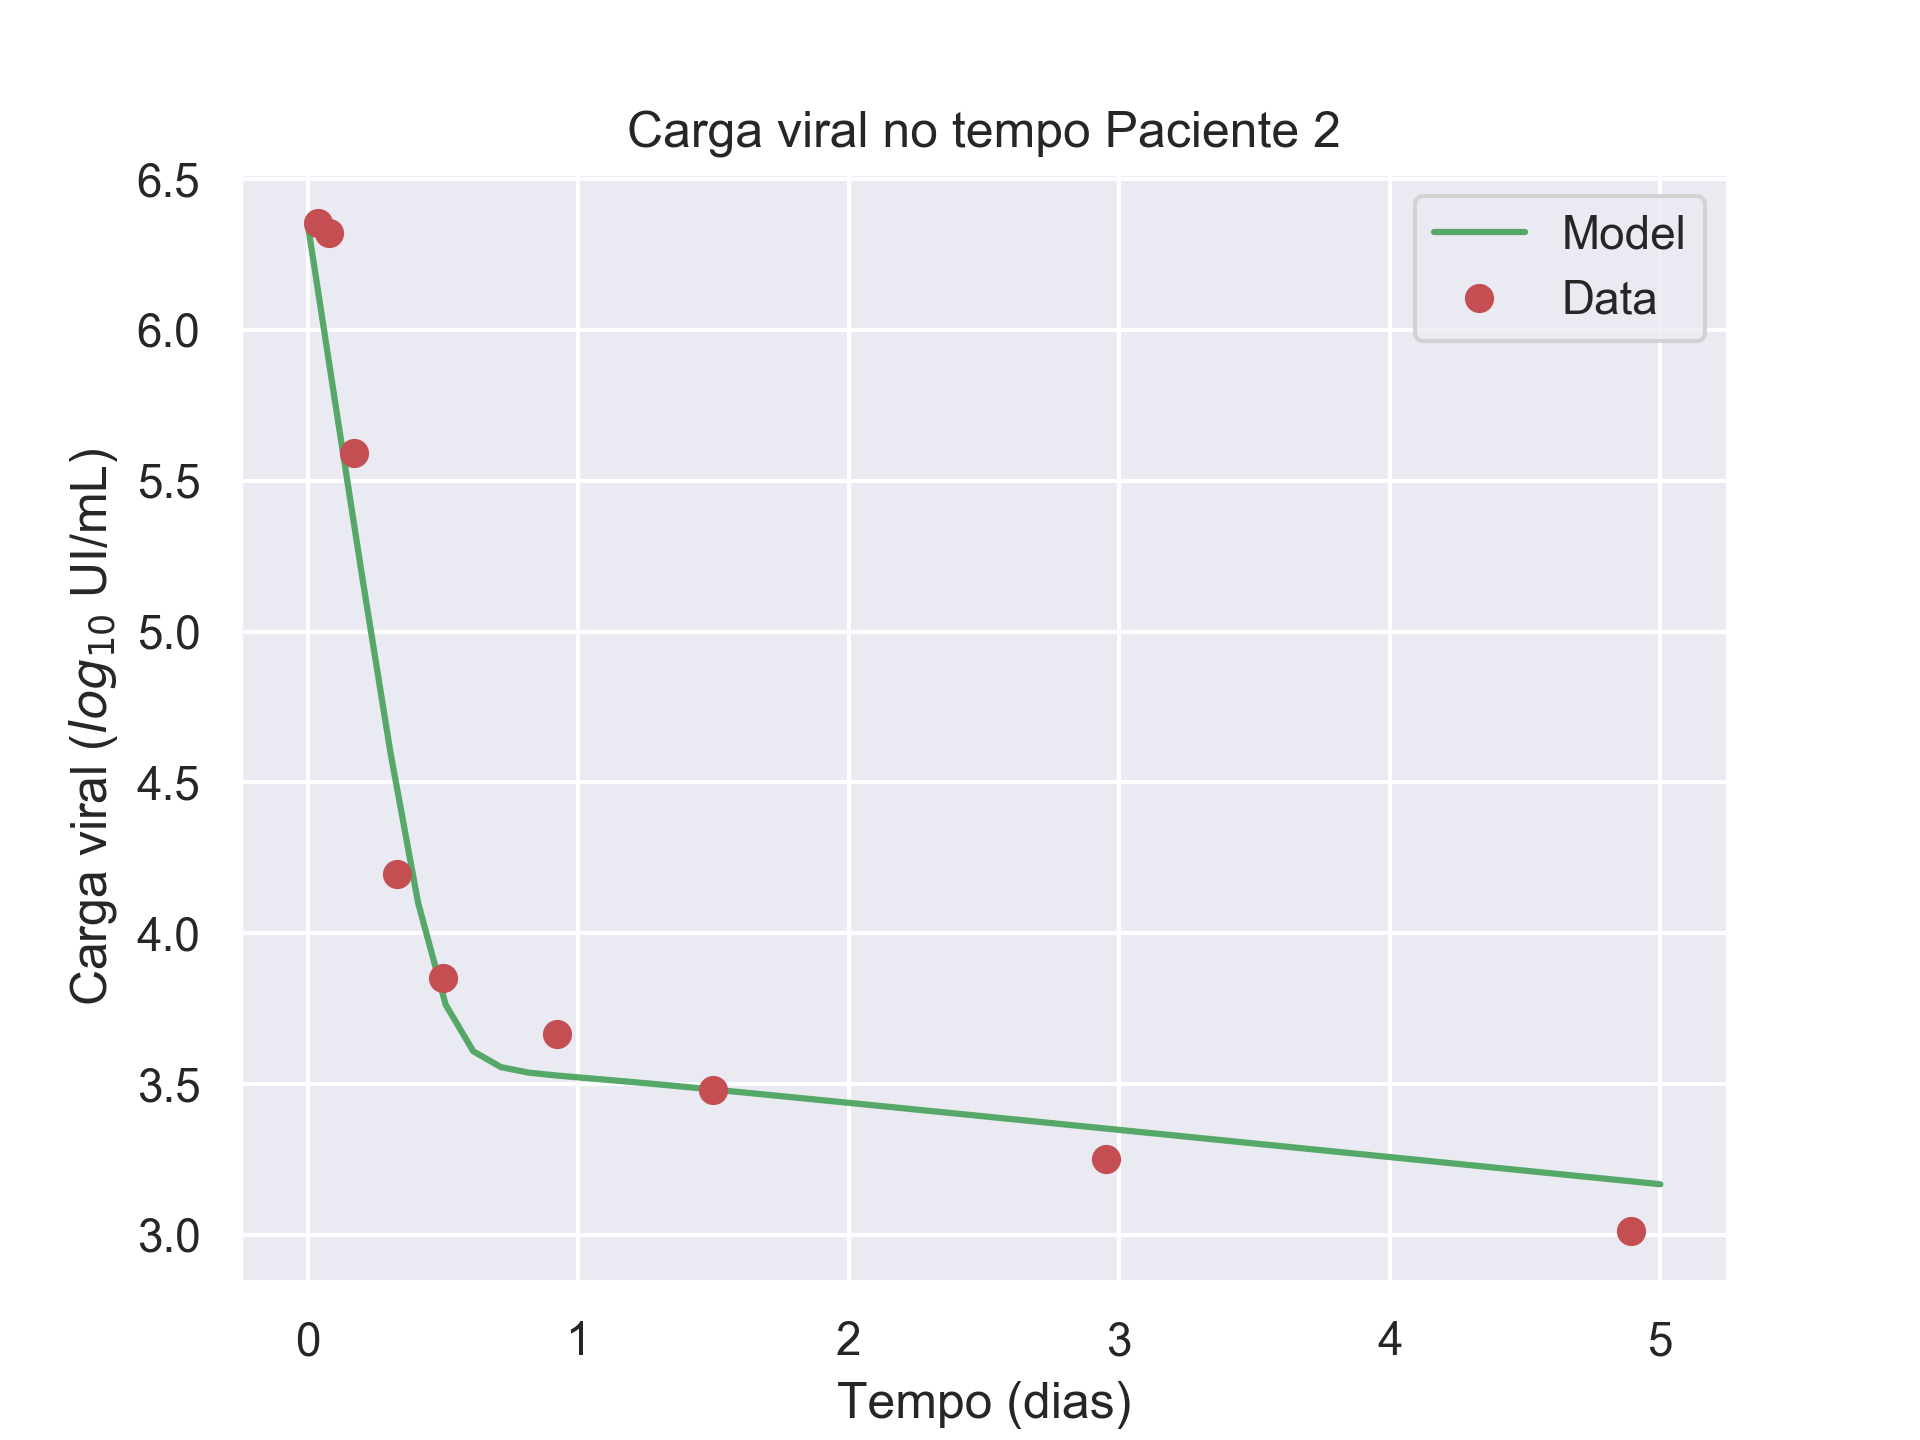 Carga viral no tempo Paciente 2
Carga viral (log10 UI/mL)
6.5
6.0
5.5
5.0
4.5
4.0
3.5
3.0
Model
Data
0 1 2 3 4 5
Tempo (dias)